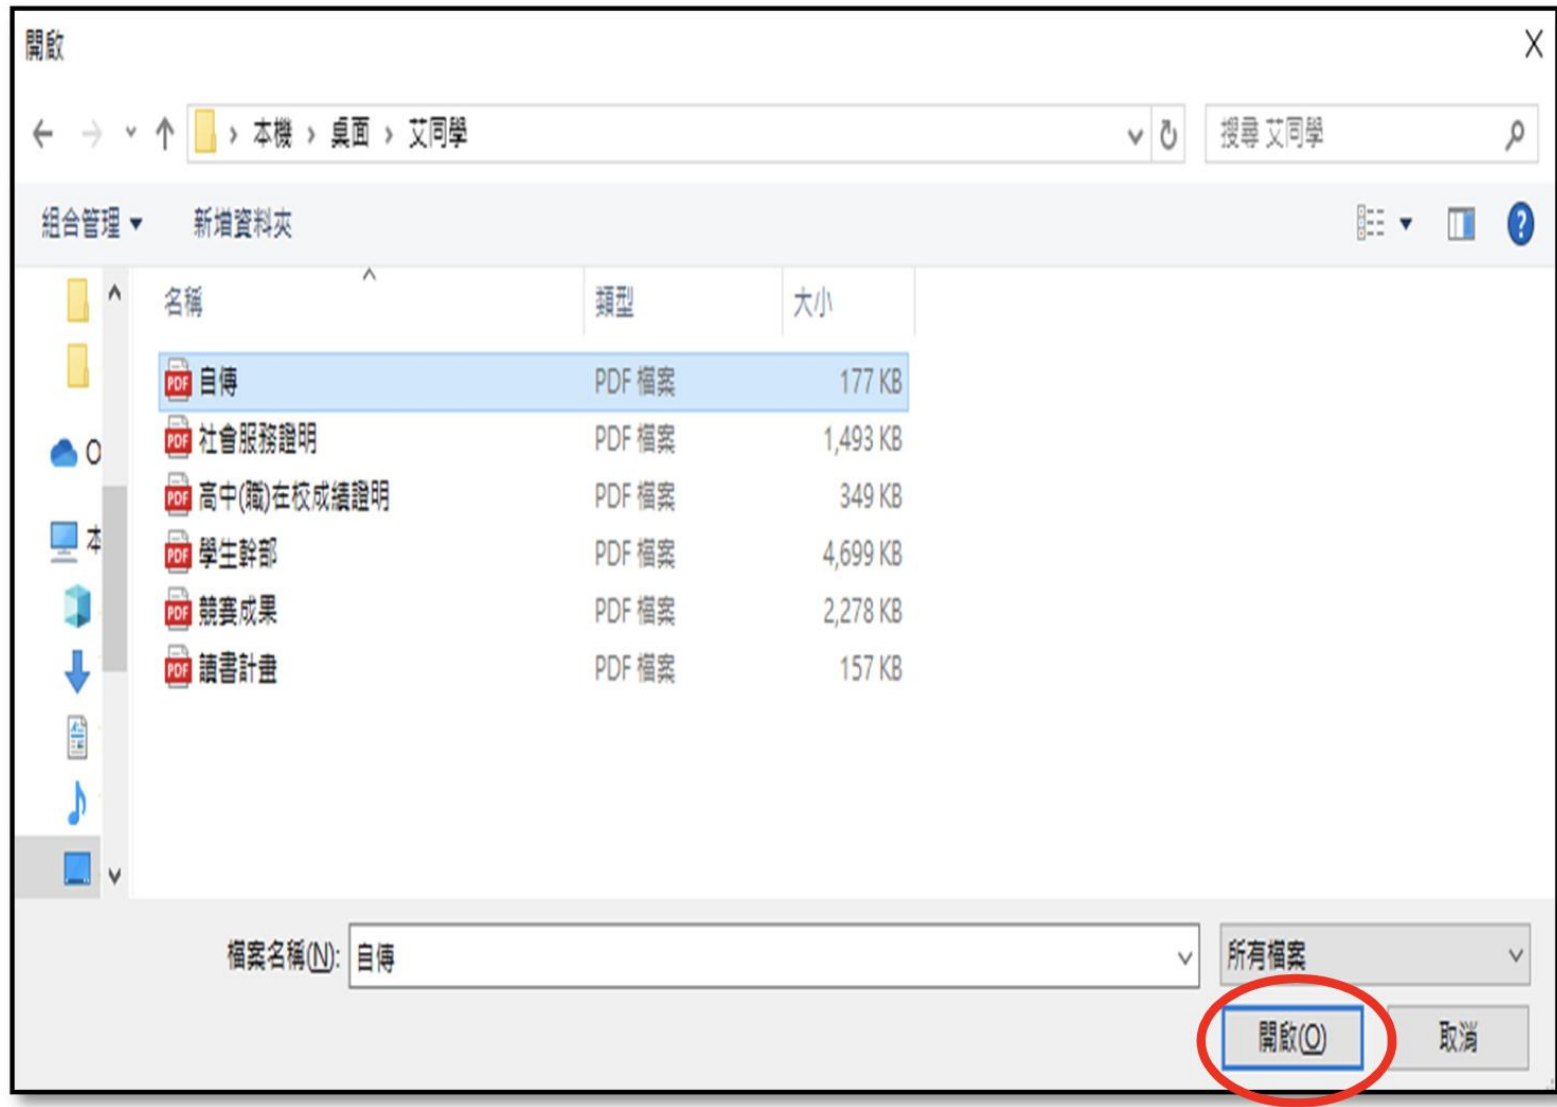 開啟
本機 › 桌面 › 艾同學
搜尋 艾同學
組合管理 新增資料夾
名稱 類型 大小
自傳 PDF 檔案 177 KB
社會服務證明 PDF 檔案 1,493 KB
高中(職)在校成績證明 PDF 檔案 349 KB
學生幹部 PDF 檔案 4,699 KB
競賽成果 PDF 檔案 2,278 KB
讀書計畫 PDF 檔案 157 KB
O
本
檔案名稱(N): 自傳 所有檔案
開啟(O) 取消